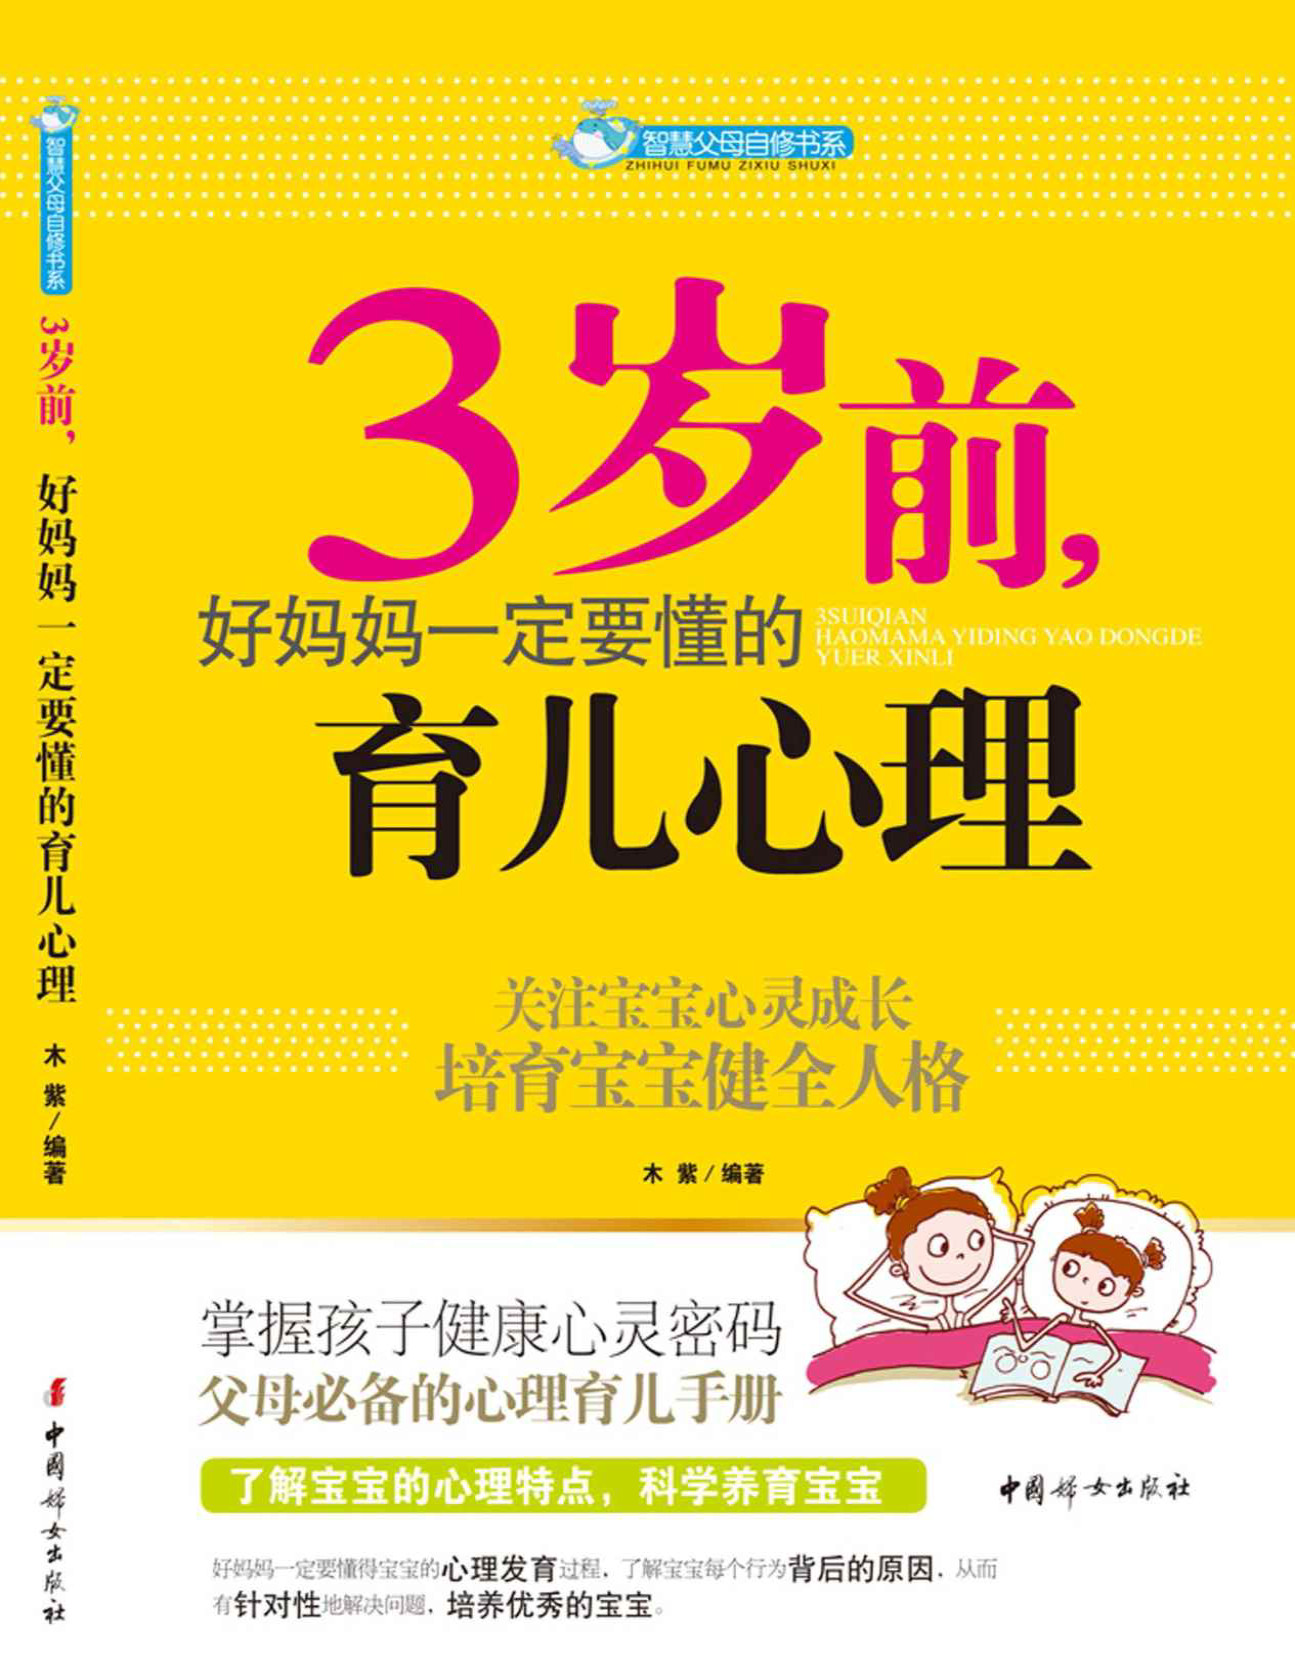 智慧父母自修书系
ZHIHUI FUMU ZIXIU SHUXI
3岁前,
好妈妈一定要懂的
3SUIQIAN
HAOMAMA YIDING YAO DONGDE
YUER XINLI
育儿心理
关注宝宝心灵成长
培育宝宝健全人格
木 紫/编著
掌握孩子健康心灵密码
父母必备的心理育儿手册
了解宝宝的心理特点，科学养育宝宝
中国妇女出版社
好妈妈一定要懂得宝宝的心理发育过程，了解宝宝每个行为背后的原因，从而
有针对性地解决问题，培养优秀的宝宝。
智慧父母自修书系
3岁前，好妈妈一定要懂的育儿心理
木 紫/编著
中国妇女出版社